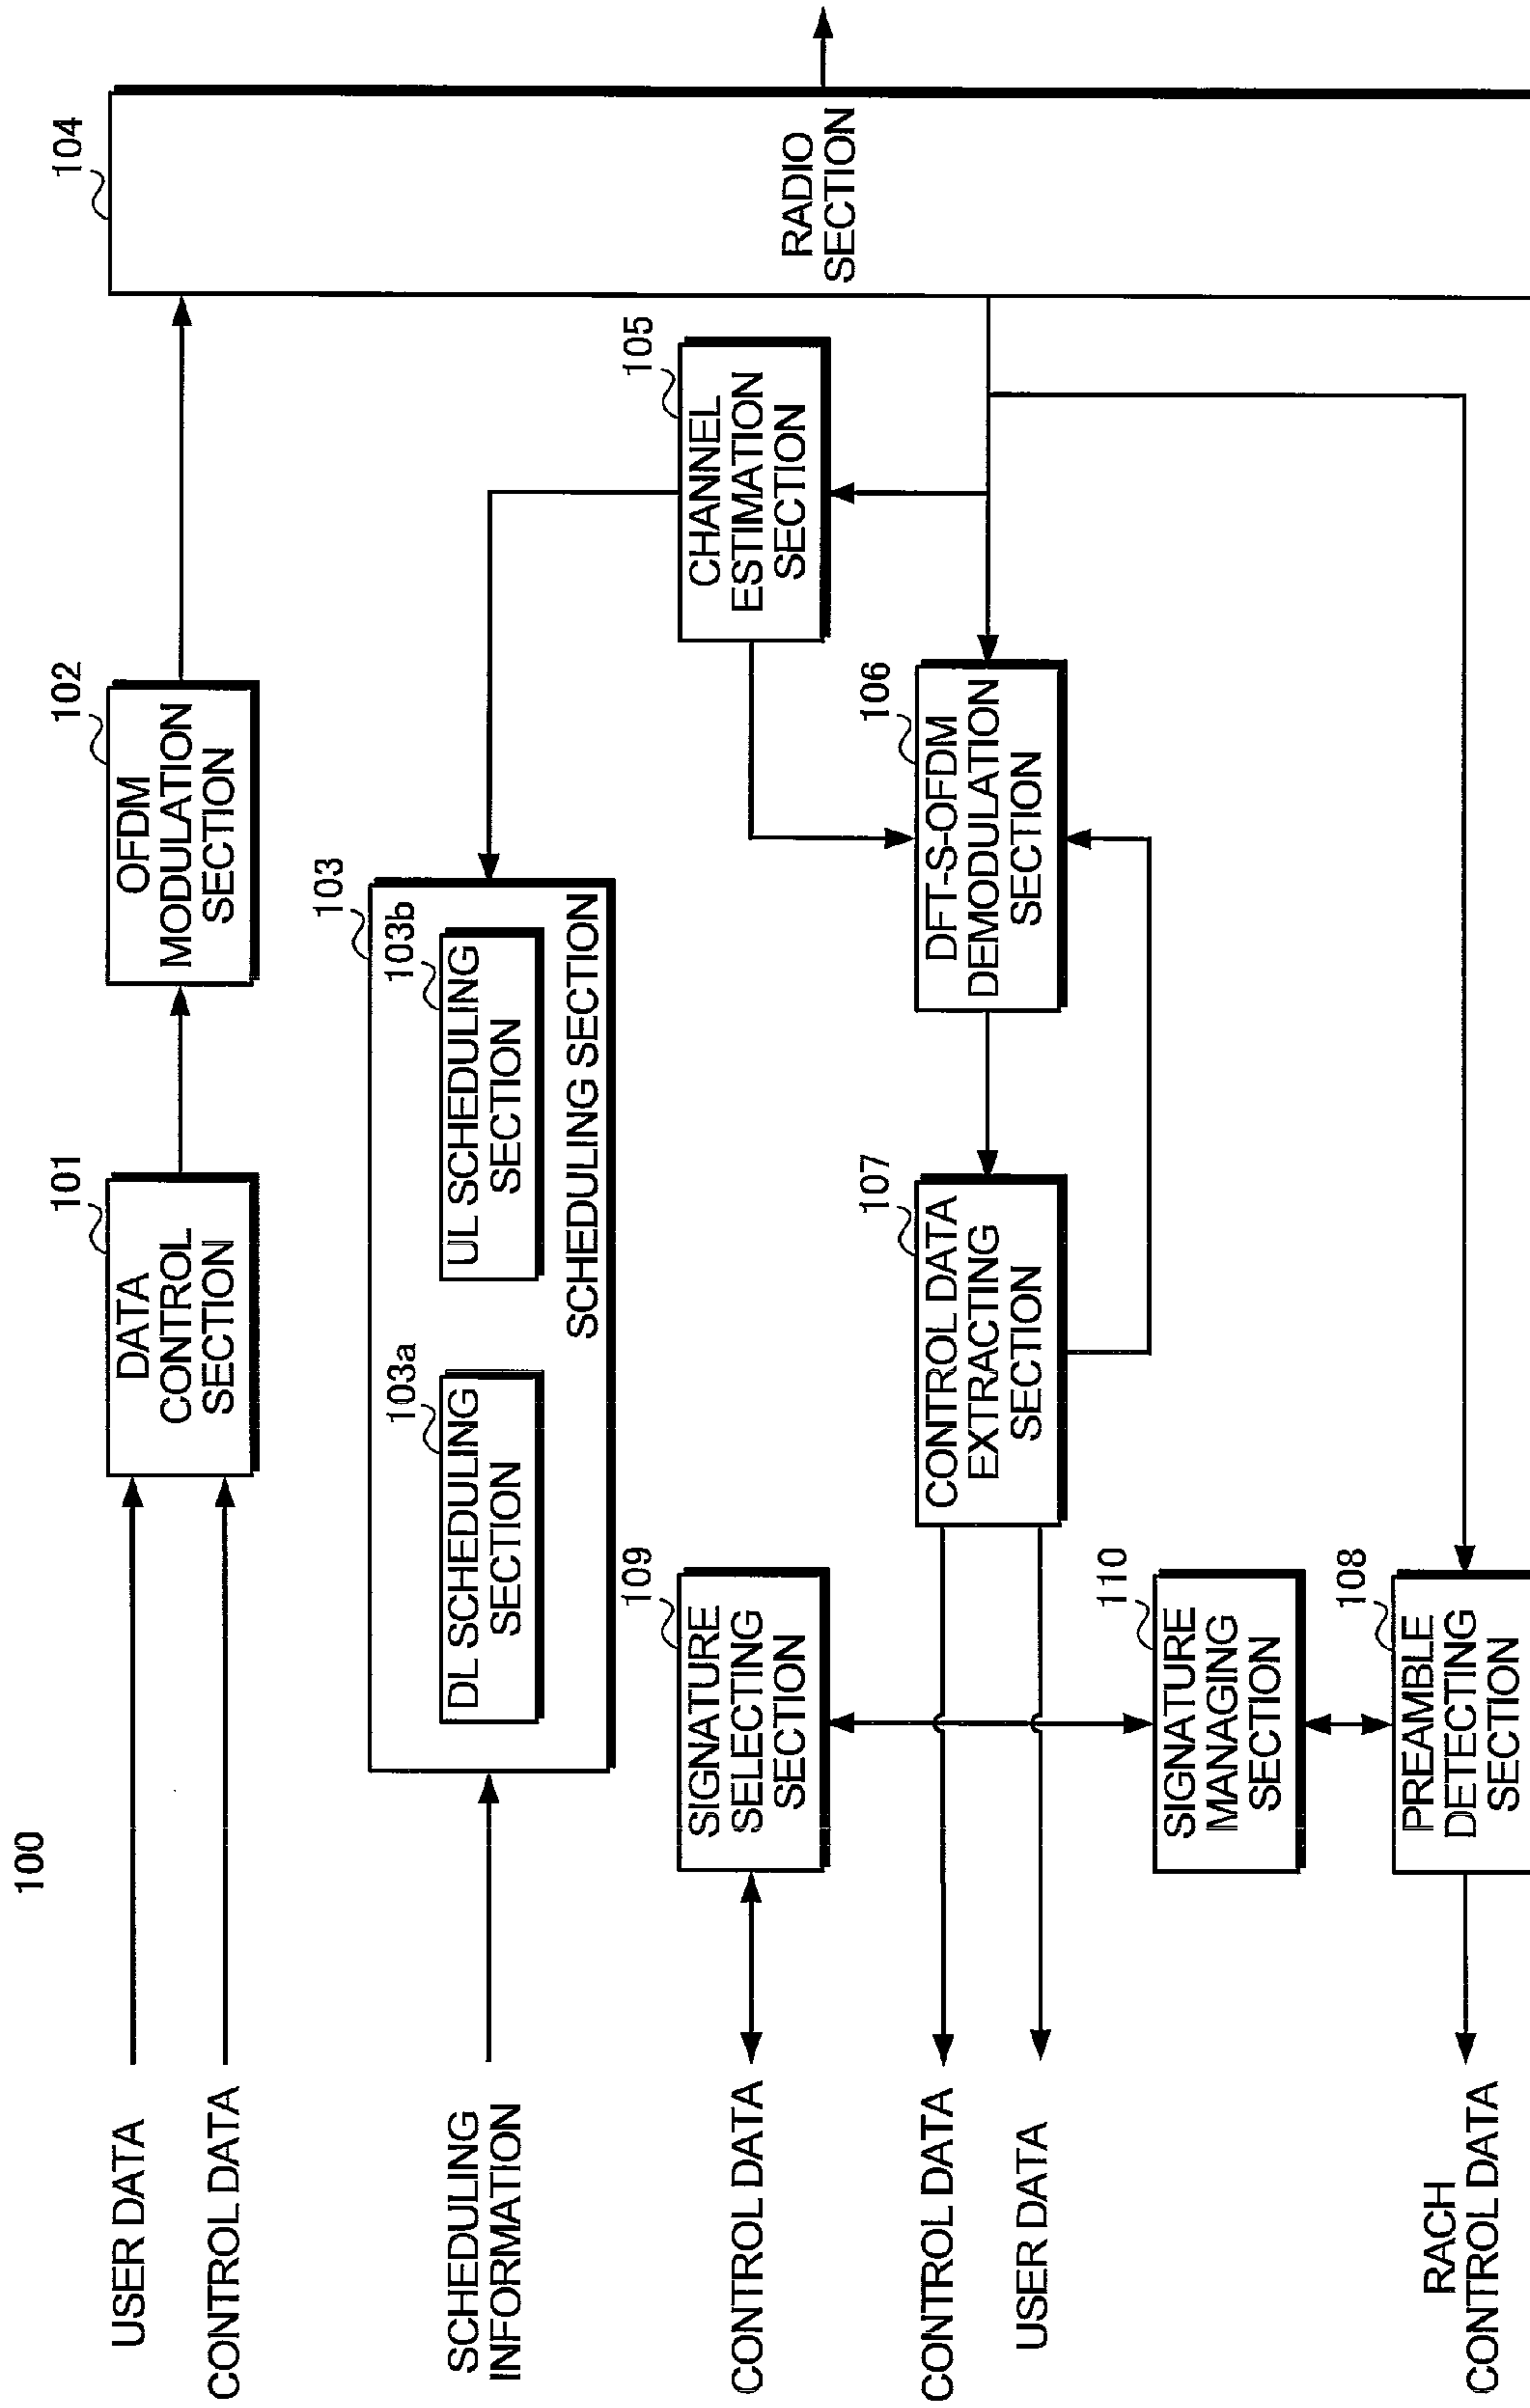 100
USER DATA
CONTROL DATA
101
DATA
CONTROL
SECTION
102
OFDM
MODULATION
SECTION
104
RADIO
SECTION
SCHEDULING
INFORMATION
103
103a
DL SCHEDULING
SECTION
103b
UL SCHEDULING
SECTION
SCHEDULING SECTION
105
CHANNEL
ESTIMATION
SECTION
CONTROL DATA
109
SIGNATURE
SELECTING
SECTION
CONTROL DATA
USER DATA
107
CONTROL DATA
EXTRACTING
SECTION
106
DFT-S-OFDM
DEMODULATION
SECTION
110
SIGNATURE
MANAGING
SECTION
RACH
CONTROL DATA
108
PREAMBLE
DETECTING
SECTION